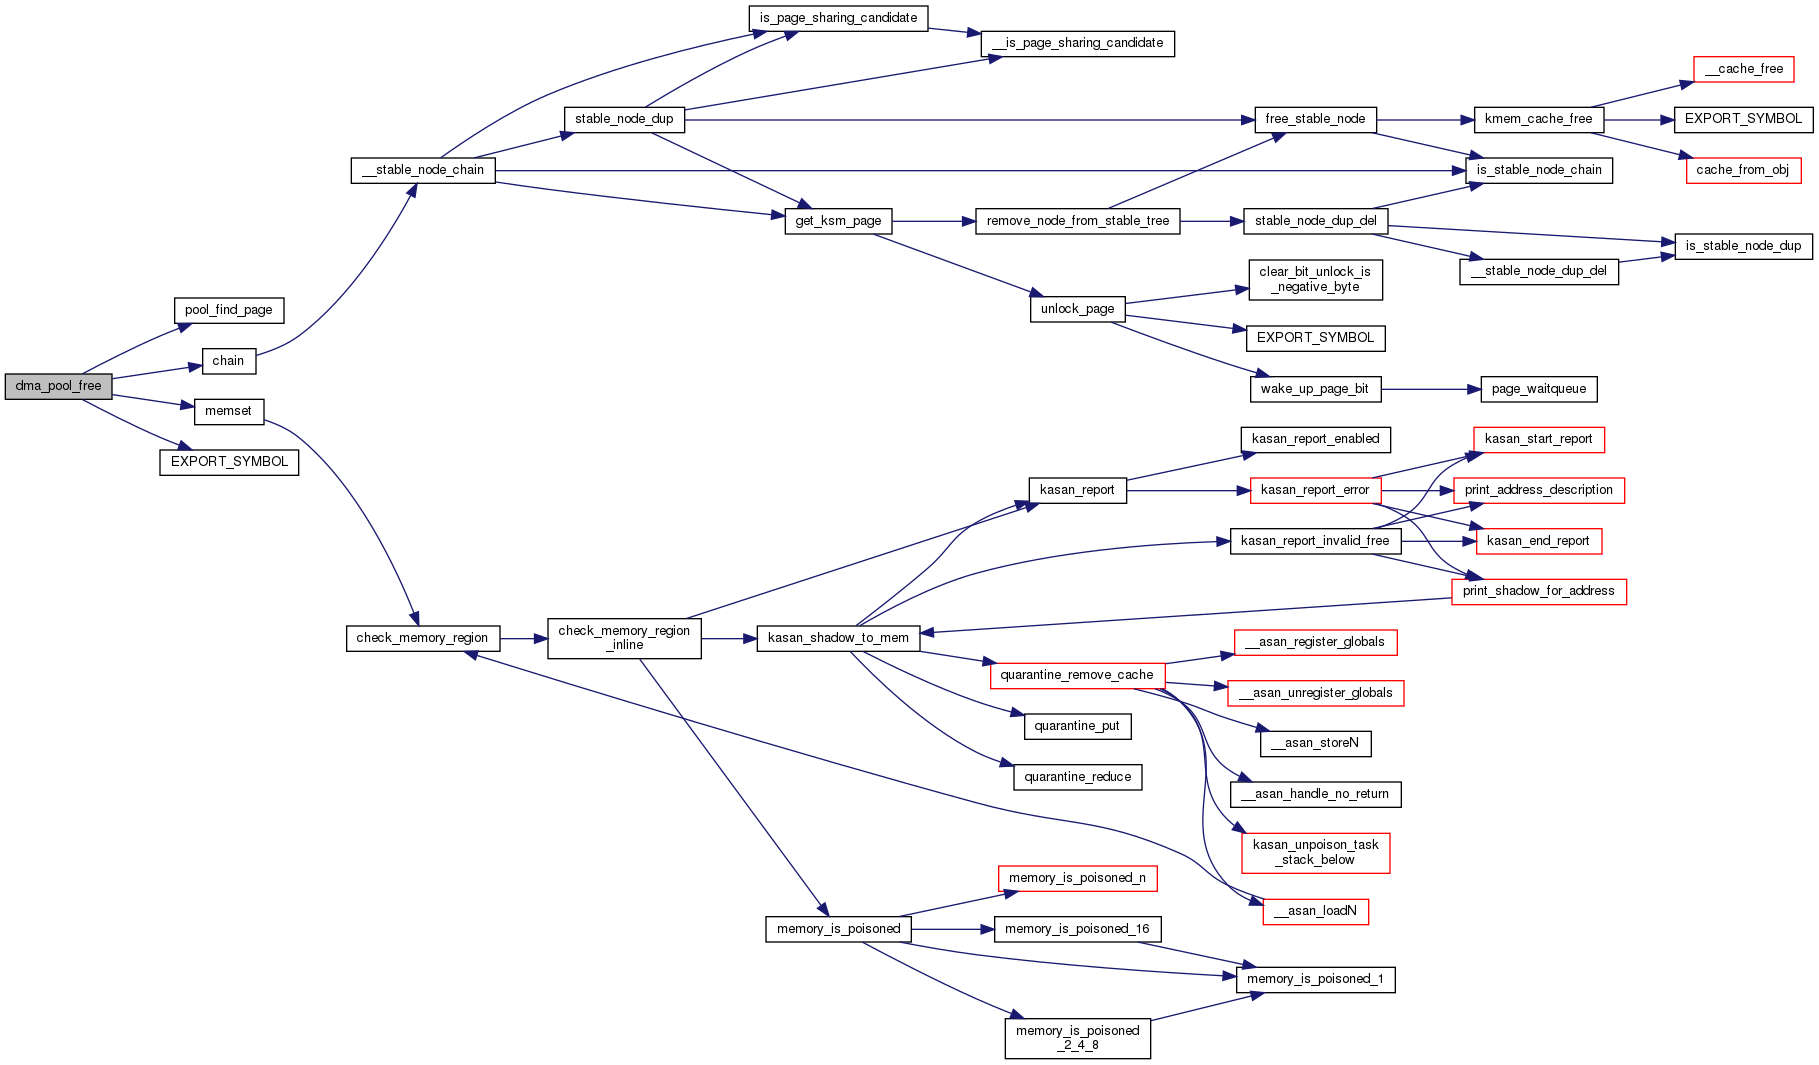 is_page_sharing_candidate
__is_page_sharing_candidate
__cache_free
stable_node_dup
free_stable_node
kmem_cache_free
EXPORT_SYMBOL
__stable_node_chain
is_stable_node_chain
cache_from_obj
get_ksm_page
remove_node_from_stable_tree
stable_node_dup_del
is_stable_node_dup
__stable_node_dup_del
clear_bit_unlock_is
_negative_byte
pool_find_page
unlock_page
EXPORT_SYMBOL
chain
dma_pool_free
wake_up_page_bit
page_waitqueue
memset
EXPORT_SYMBOL
kasan_report_enabled
kasan_start_report
kasan_report
kasan_report_error
print_address_description
kasan_report_invalid_free
kasan_end_report
print_shadow_for_address
check_memory_region
check_memory_region
_inline
kasan_shadow_to_mem
__asan_register_globals
quarantine_remove_cache
__asan_unregister_globals
quarantine_put
__asan_storeN
quarantine_reduce
__asan_handle_no_return
kasan_unpoison_task
_stack_below
memory_is_poisoned_n
__asan_loadN
memory_is_poisoned
memory_is_poisoned_16
memory_is_poisoned_1
memory_is_poisoned
_2_4_8